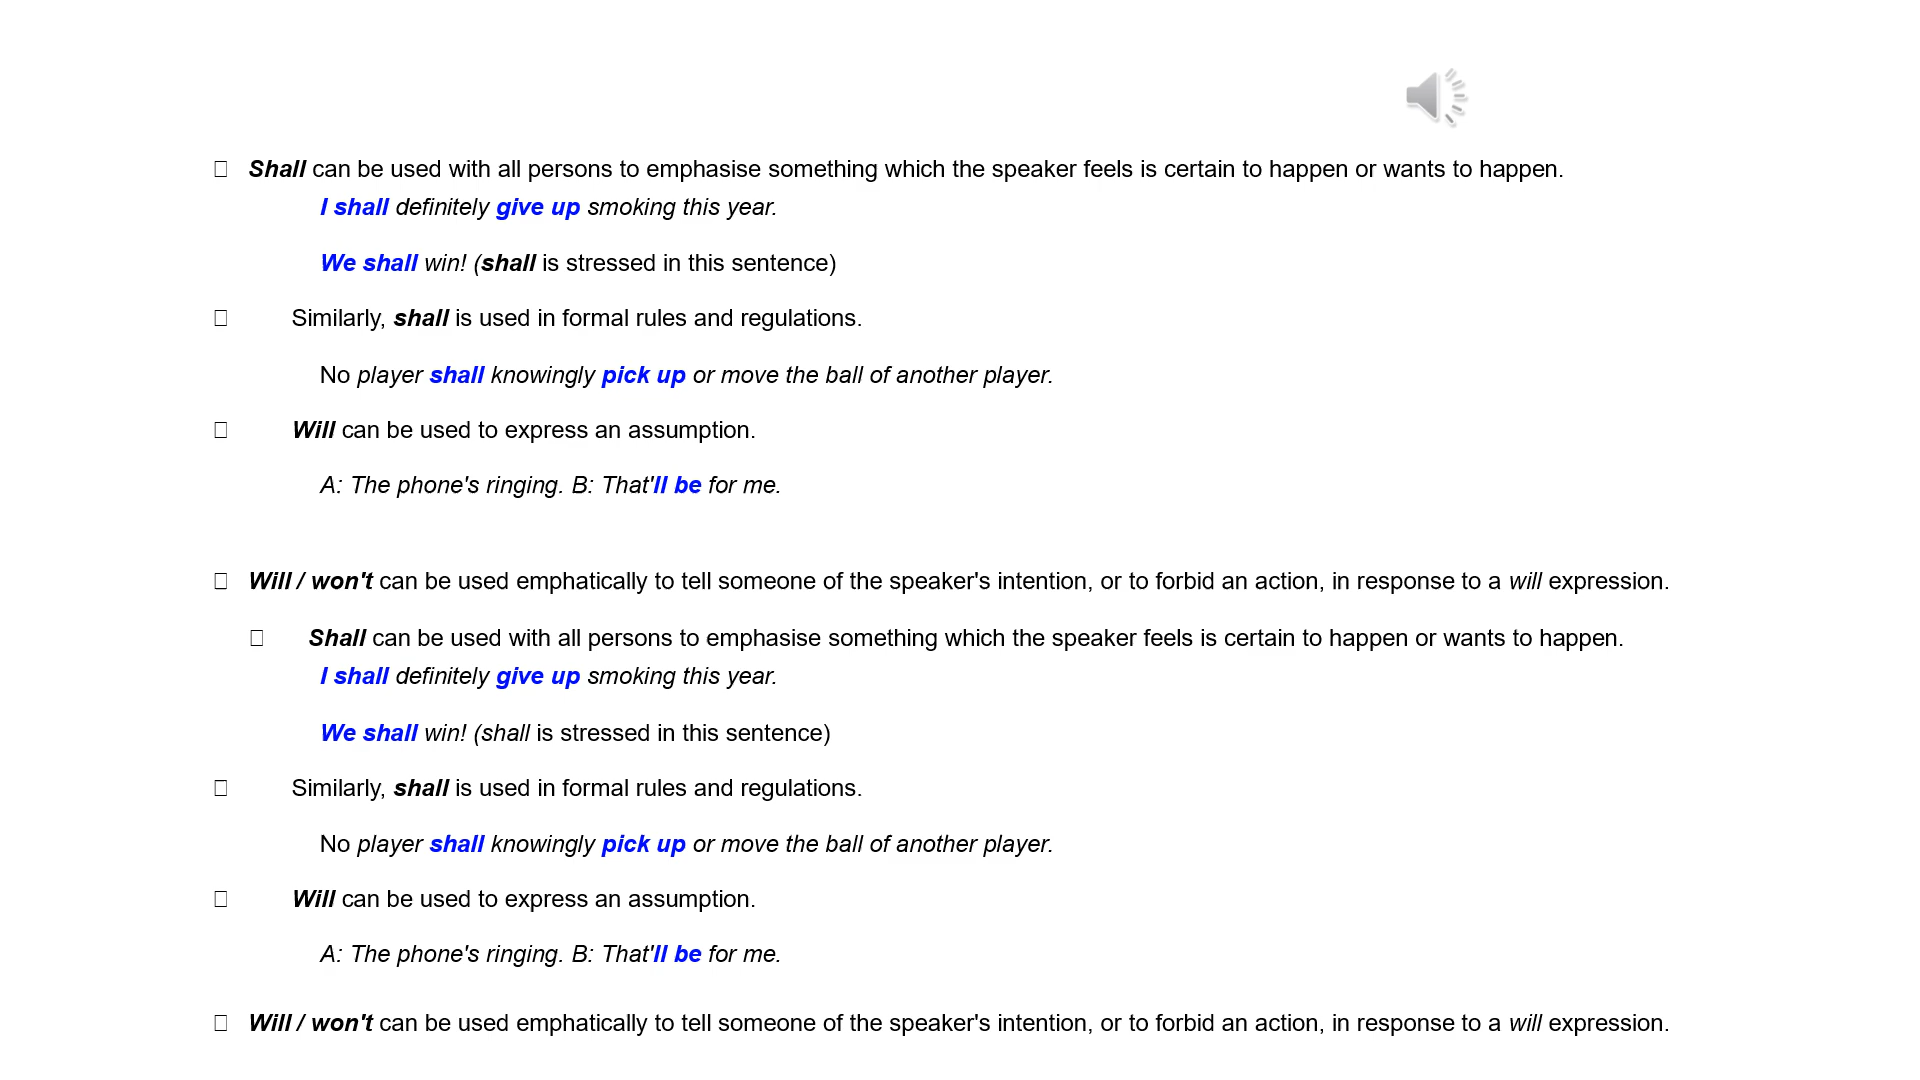 Shall can be used with all persons to emphasise something which the speaker feels is certain to happen or wants to happen.
I shall definitely give up smoking this year.
We shall win! (shall is stressed in this sentence)
Similarly, shall is used in formal rules and regulations.
No player shall knowingly pick up or move the ball of another player.
Will can be used to express an assumption.
A: The phone's ringing. B: That'll be for me.
Will / won't can be used emphatically to tell someone of the speaker's intention, or to forbid an action, in response to a will expression.
Shall can be used with all persons to emphasise something which the speaker feels is certain to happen or wants to happen.
I shall definitely give up smoking this year.
We shall win! (shall is stressed in this sentence)
Similarly, shall is used in formal rules and regulations.
No player shall knowingly pick up or move the ball of another player.
Will can be used to express an assumption.
A: The phone's ringing. B: That'll be for me.
Will / won't can be used emphatically to tell someone of the speaker's intention, or to forbid an action, in response to a will expression.